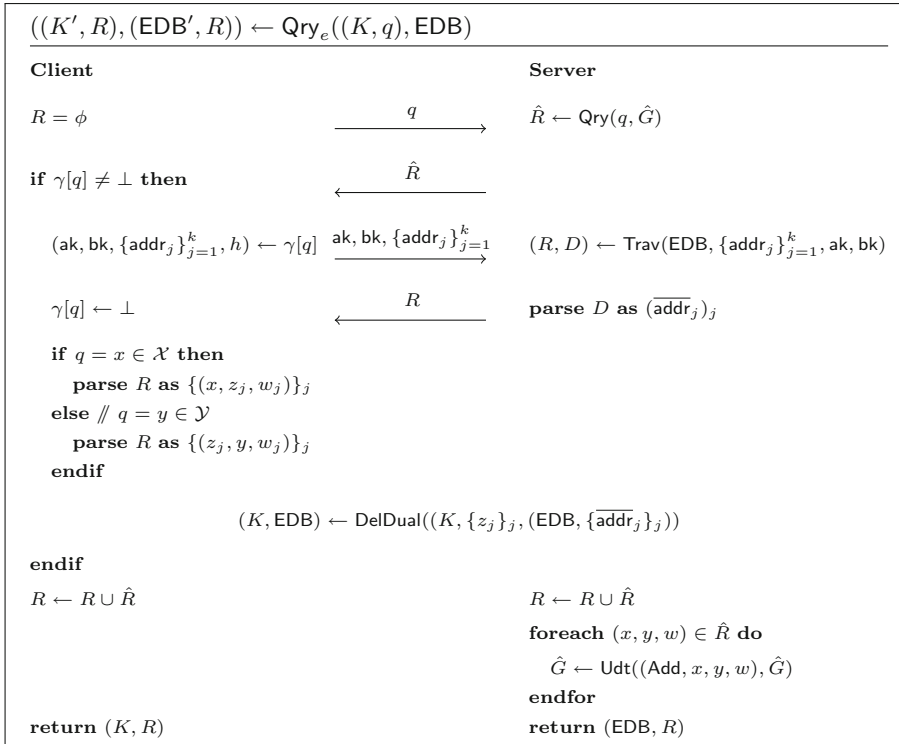 ((K′, R), (EDB′, R)) ← Qry_e((K, q), EDB)
Client Server
R = ϕ q R̂ ← Qry(q, Ĝ)
if γ[q] ≠ ⊥ then R̂
(ak, bk, {addr_j}_{j=1}^k, h) ← γ[q] ak, bk, {addr_j}_{j=1}^k (R, D) ← Trav(EDB, {addr_j}_{j=1}^k, ak, bk)
γ[q] ← ⊥ R parse D as (\overline{addr}_j)_j
if q = x ∈ 𝒳 then
parse R as {(x, z_j, w_j)}_j
else // q = y ∈ 𝒴
parse R as {(z_j, y, w_j)}_j
endif
(K, EDB) ← DelDual((K, {z_j}_j, (EDB, {\overline{addr}_j}_j))
endif
R ← R ∪ R̂ R ← R ∪ R̂
foreach (x, y, w) ∈ R̂ do
Ĝ ← Udt((Add, x, y, w), Ĝ)
endfor
return (K, R) return (EDB, R)